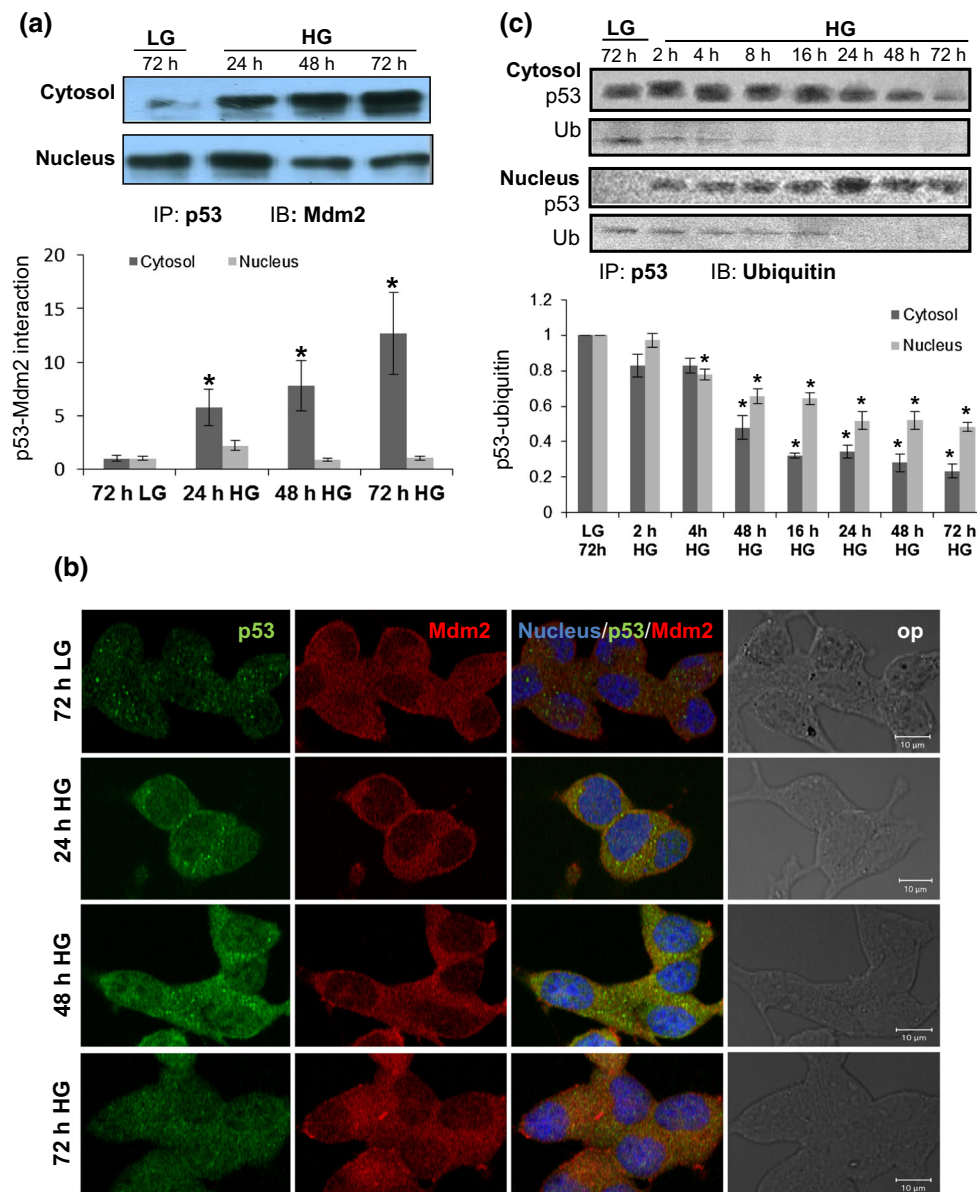 (a)
LG HG
72 h 24 h 48 h 72 h
Cytosol
Nucleus
IP: p53 IB: Mdm2
p53-Mdm2 interaction
20
15
10
5
0
Cytosol Nucleus
* * *
72 h LG 24 h HG 48 h HG 72 h HG
(c)
LG HG
72 h 2 h 4 h 8 h 16 h 24 h 48 h 72 h
Cytosol
p53
Ub
Nucleus
p53
Ub
IP: p53 IB: Ubiquitin
p53-ubiquitin
1.2
1
0.8
0.6
0.4
0.2
0
Cytosol
Nucleus
* * * * * * * * * * *
LG 2 h 4h 48 h 16 h 24 h 48 h 72 h
72h HG HG HG HG HG HG HG
(b)
p53 Mdm2 Nucleus/p53/Mdm2 op
72 h LG
10 μm
24 h HG
10 μm
48 h HG
10 μm
72 h HG
10 μm